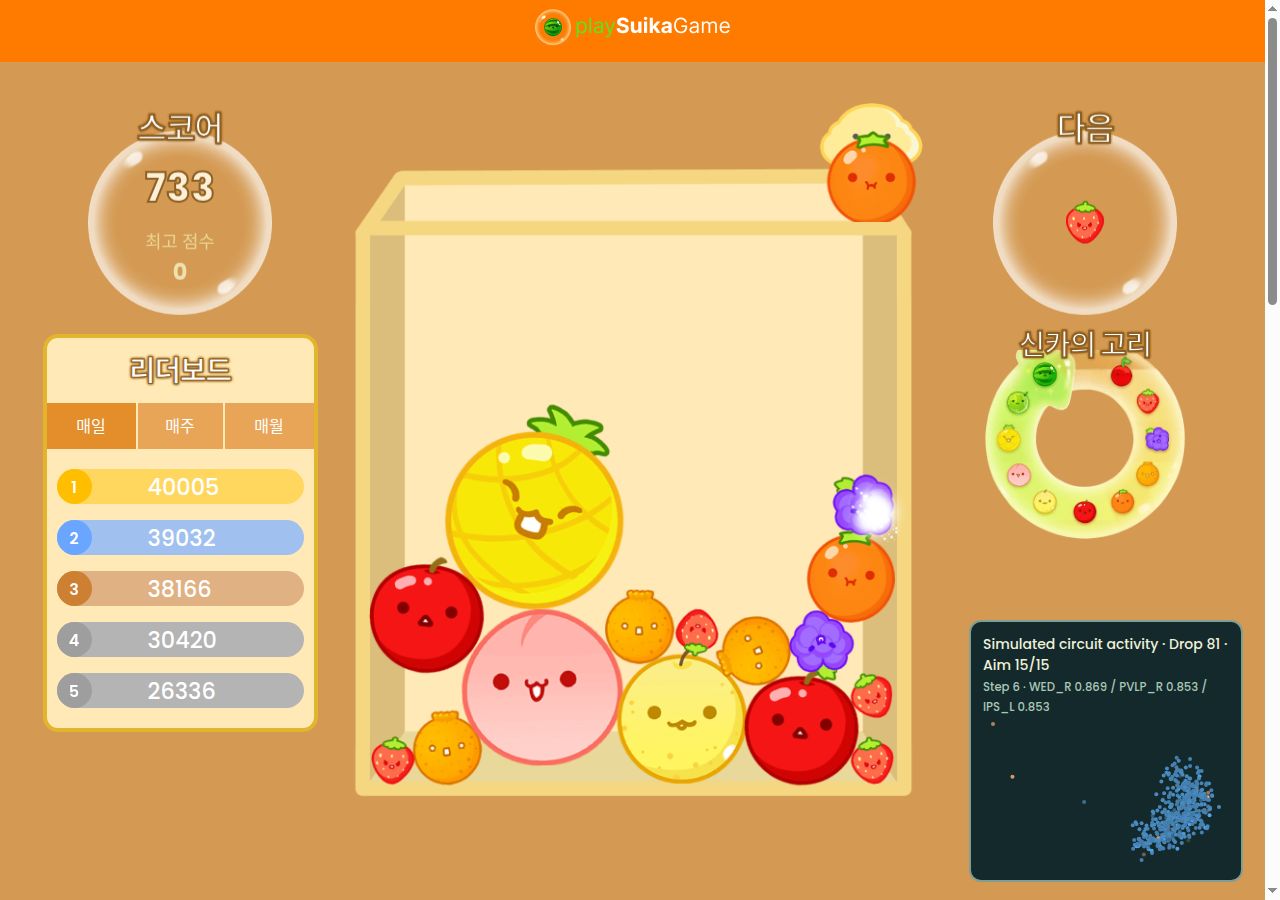 playSuikaGame
스코어
733
최고 점수
0
리더보드
매일 매주 매월
1 40005
2 39032
3 38166
4 30420
5 26336
다음
신카의 고리
Simulated circuit activity · Drop 81 ·
Aim 15/15
Step 6 · WED_R 0.869 / PVLP_R 0.853 /
IPS_L 0.853